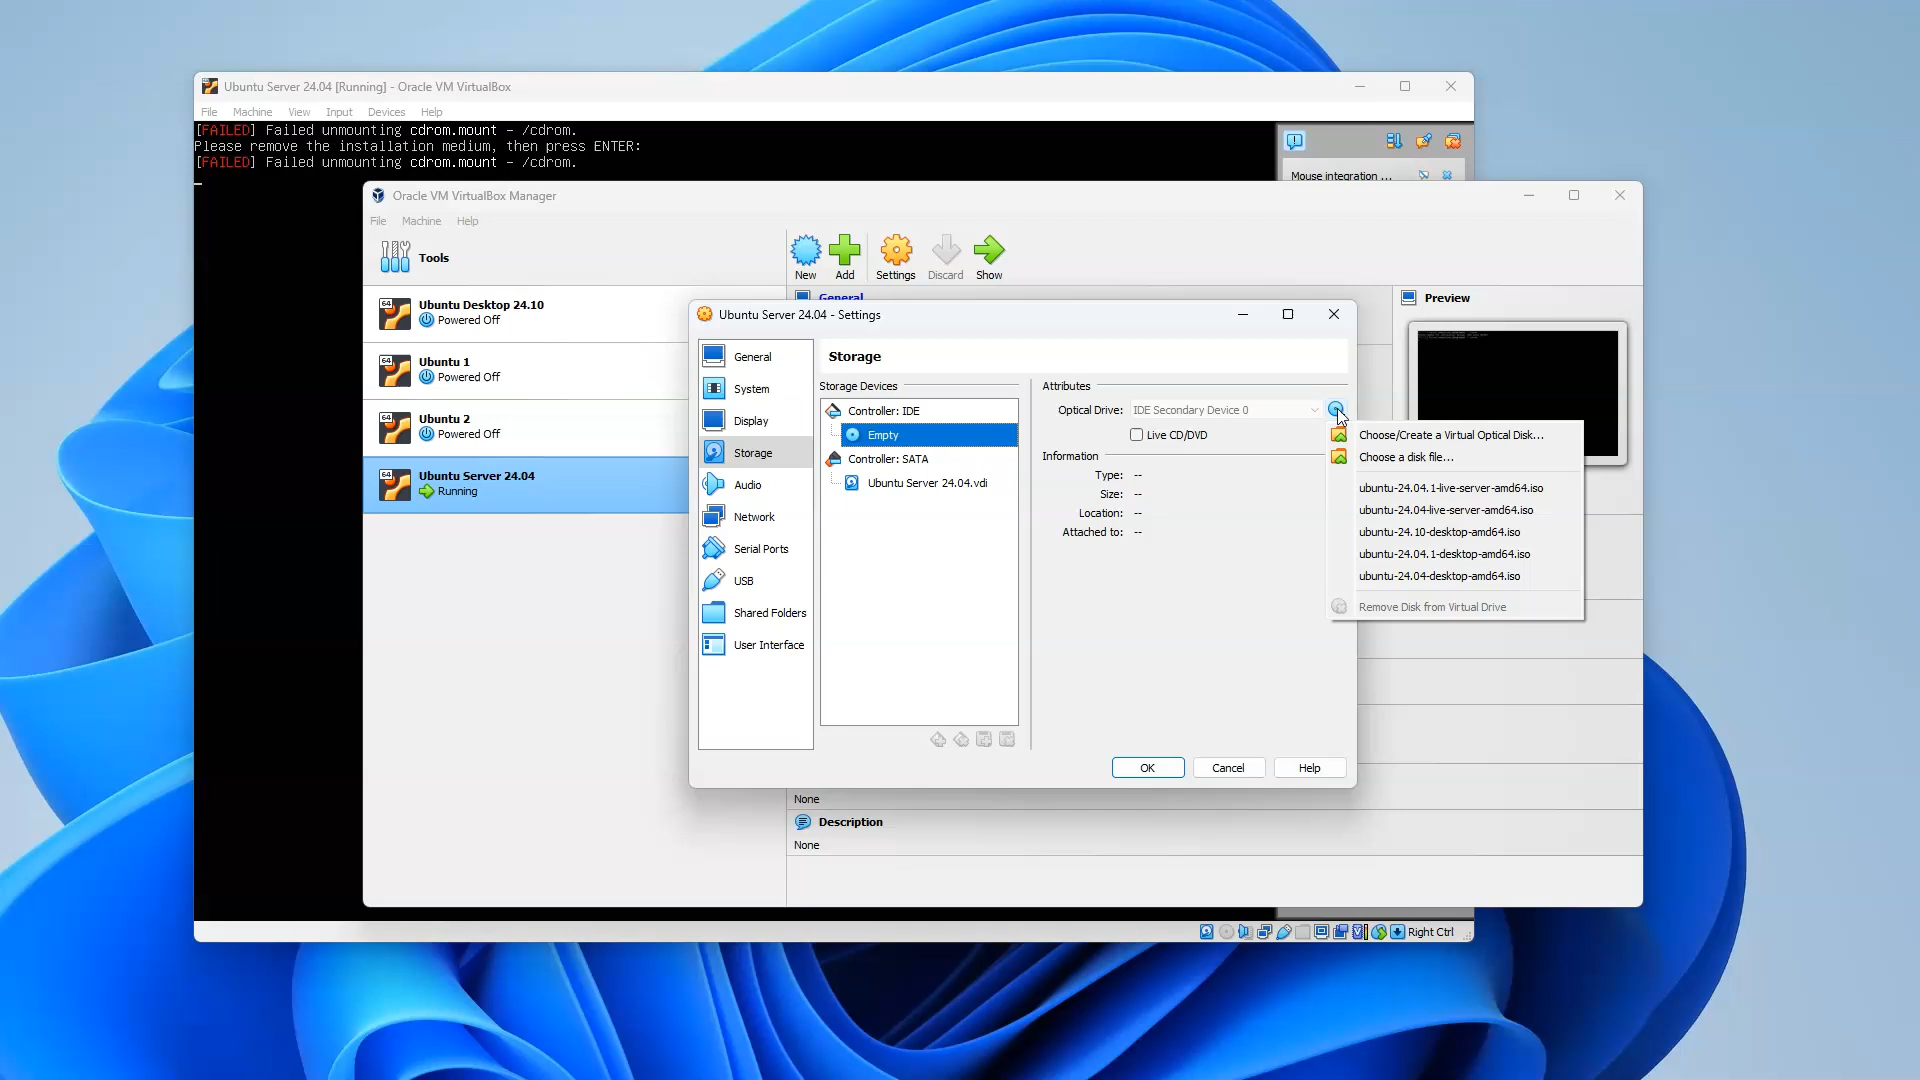 Ubuntu Server 24.04 [Running] - Oracle VM VirtualBox
File Machine View Input Devices Help
[FAILED] Failed unmounting cdrom.mount - /cdrom.
Please remove the installation medium, then press ENTER:
[FAILED] Failed unmounting cdrom.mount - /cdrom.
Mouse integration ...
Oracle VM VirtualBox Manager
File Machine Help
Tools
New Add Settings Discard Show
64 Ubuntu Desktop 24.10
Powered Off
64 Ubuntu 1
Powered Off
64 Ubuntu 2
Powered Off
64 Ubuntu Server 24.04
Running
General
Preview
Ubuntu Server 24.04 - Settings
General
System
Display
Storage
Audio
Network
Serial Ports
USB
Shared Folders
User Interface
Storage
Storage Devices
Controller: IDE
Empty
Controller: SATA
Ubuntu Server 24.04.vdi
Attributes
Optical Drive: IDE Secondary Device 0
Live CD/DVD
Information
Type: --
Size: --
Location: --
Attached to: --
Choose/Create a Virtual Optical Disk...
Choose a disk file...
ubuntu-24.04.1-live-server-amd64.iso
ubuntu-24.04-live-server-amd64.iso
ubuntu-24.10-desktop-amd64.iso
ubuntu-24.04.1-desktop-amd64.iso
ubuntu-24.04-desktop-amd64.iso
Remove Disk from Virtual Drive
OK Cancel Help
None
Description
None
Right Ctrl